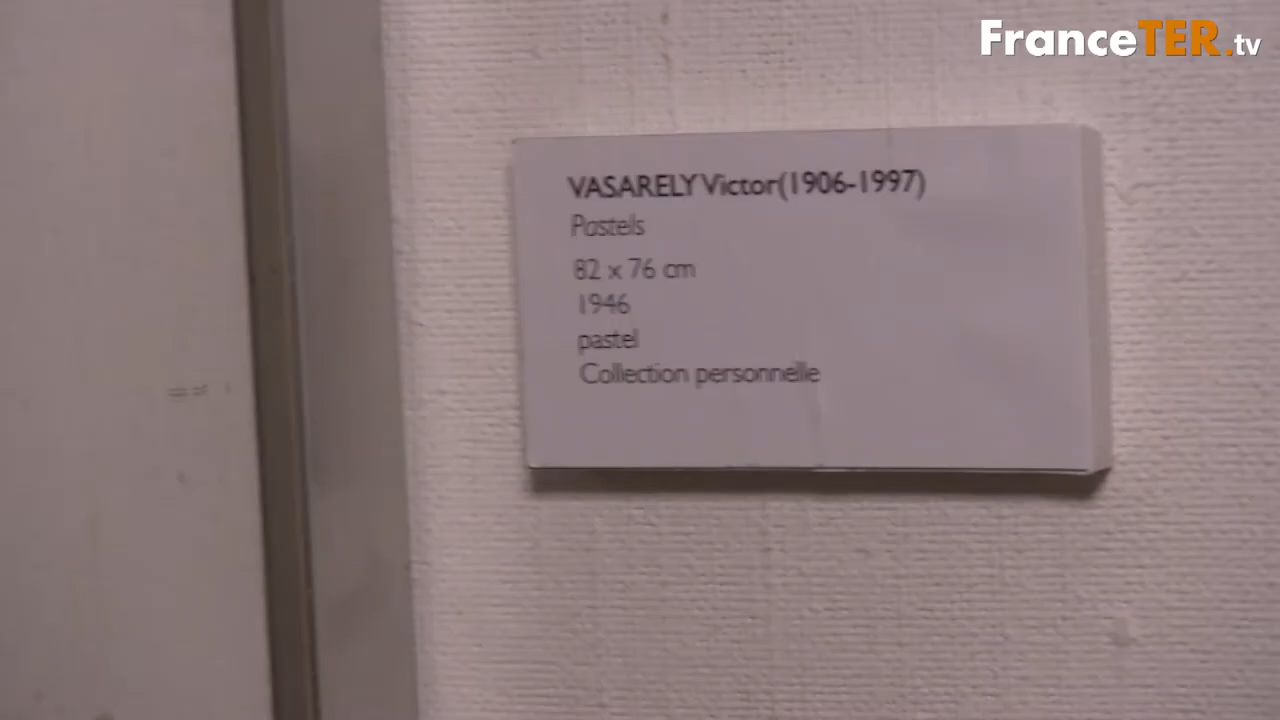 FranceTER.tv
VASARELY Victor(1906-1997)
Pastels
82 x 76 cm
1946
pastel
Collection personnelle